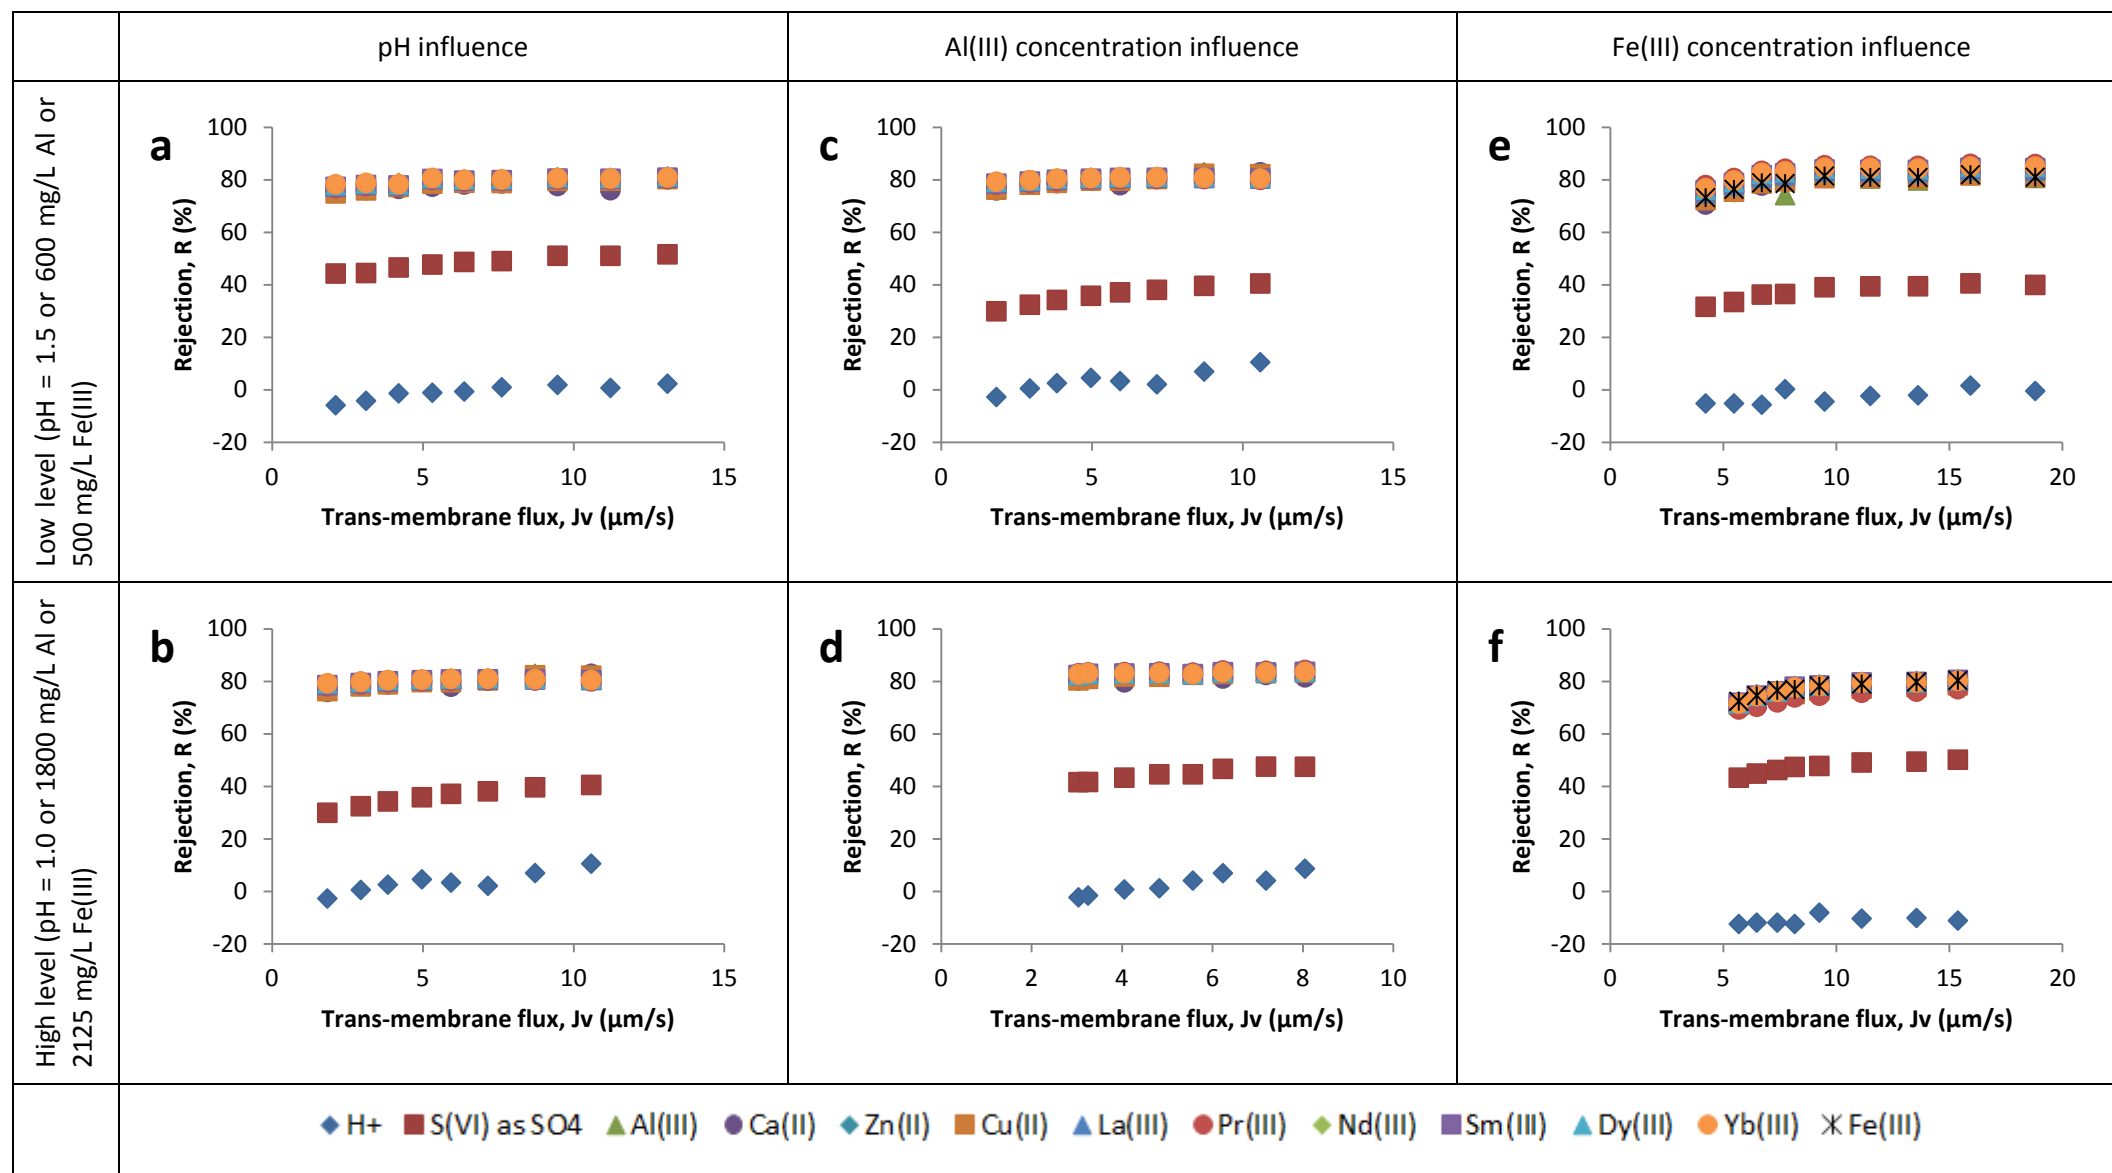 pH influence
Al(III) concentration influence
Fe(III) concentration influence
Low level (pH = 1.5 or 600 mg/L Al or
500 mg/L Fe(III)
a
100
80
60
40
20
0
-20
Rejection, R (%)
0 5 10 15
Trans-membrane flux, Jv (µm/s)
c
100
80
60
40
20
0
-20
Rejection, R (%)
0 5 10 15
Trans-membrane flux, Jv (µm/s)
e
100
80
60
40
20
0
-20
Rejection, R (%)
0 5 10 15 20
Trans-membrane flux, Jv (µm/s)
High level (pH = 1.0 or 1800 mg/L Al or
2125 mg/L Fe(III)
b
100
80
60
40
20
0
-20
Rejection, R (%)
0 5 10 15
Trans-membrane flux, Jv (µm/s)
d
100
80
60
40
20
0
-20
Rejection, R (%)
0 2 4 6 8 10
Trans-membrane flux, Jv (µm/s)
f
100
80
60
40
20
0
-20
Rejection, R (%)
0 5 10 15 20
Trans-membrane flux, Jv (µm/s)
H+ S(VI) as SO4 Al(III) Ca(II) Zn(II) Cu(II) La(III) Pr(III) Nd(III) Sm(III) Dy(III) Yb(III) Fe(III)